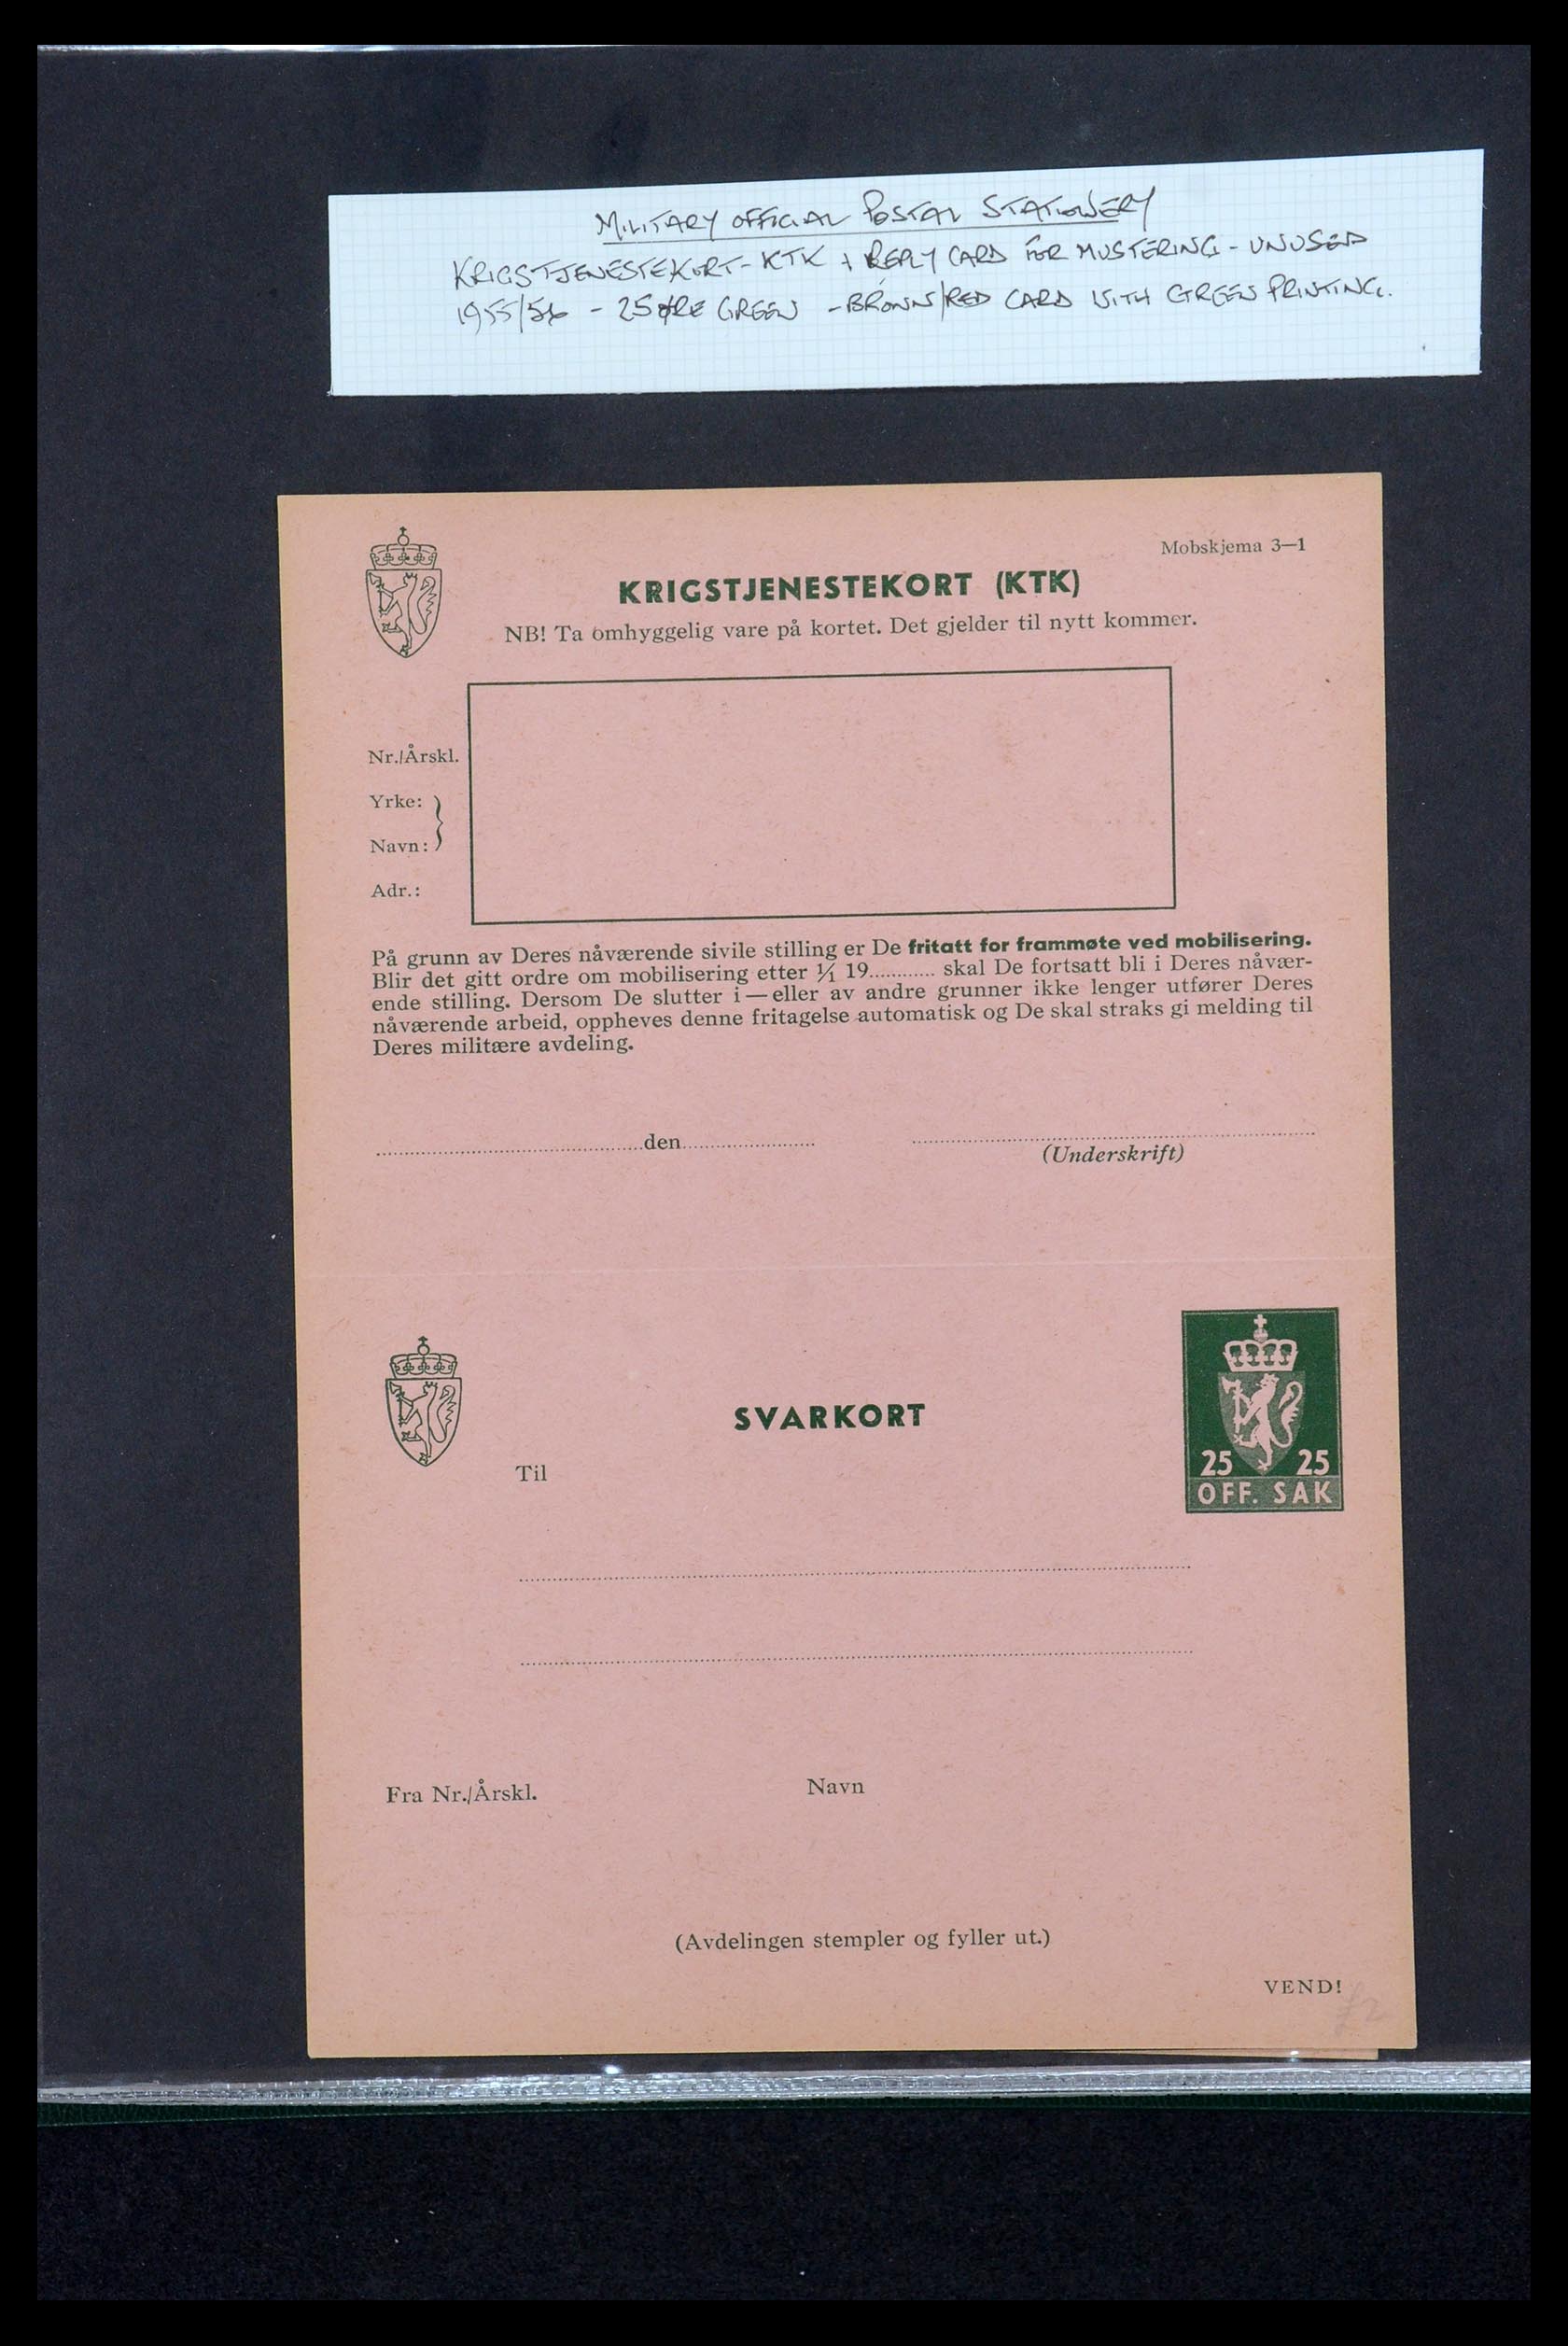 MILITARY OFFICIAL POSTAL STATIONERY
KRIGSTJENESTEKORT - KTK + REPLY CARD FOR MUSTERING - UNUSED
1955/56 - 25 ØRE GREEN - BROWN/RED CARD WITH GREEN PRINTING.
Mobskjema 3—1
KRIGSTJENESTEKORT (KTK)
NB! Ta omhyggelig vare på kortet. Det gjelder til nytt kommer.
Nr./Årskl.
Yrke:
Navn:
Adr.:
På grunn av Deres nåværende sivile stilling er De fritatt for frammøte ved mobilisering.
Blir det gitt ordre om mobilisering etter 1/1 19............ skal De fortsatt bli i Deres nåvær-
ende stilling. Dersom De slutter i — eller av andre grunner ikke lenger utfører Deres
nåværende arbeid, oppheves denne fritagelse automatisk og De skal straks gi melding til
Deres militære avdeling.
den
(Underskrift)
SVARKORT
Til
25 25
OFF. SAK
Fra Nr./Årskl. Navn
(Avdelingen stempler og fyller ut.)
VEND!
£2